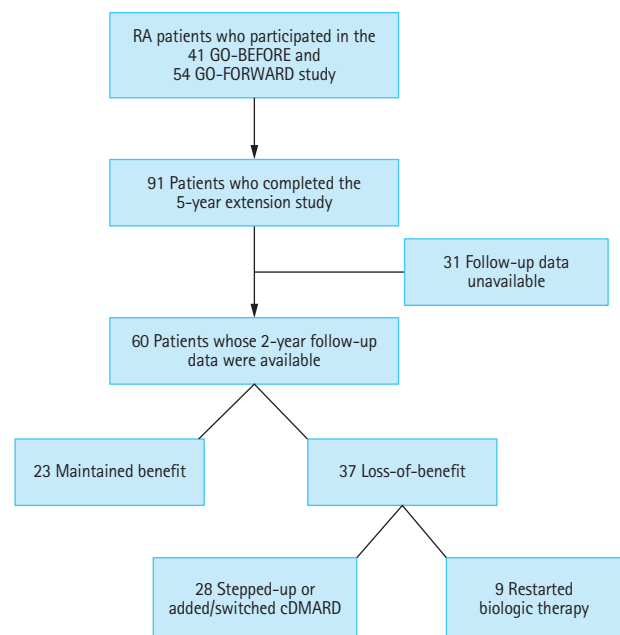 RA patients who participated in the
41 GO-BEFORE and
54 GO-FORWARD study
91 Patients who completed the
5-year extension study
31 Follow-up data
unavailable
60 Patients whose 2-year follow-up
data were available
23 Maintained benefit
37 Loss-of-benefit
28 Stepped-up or
added/switched cDMARD
9 Restarted
biologic therapy